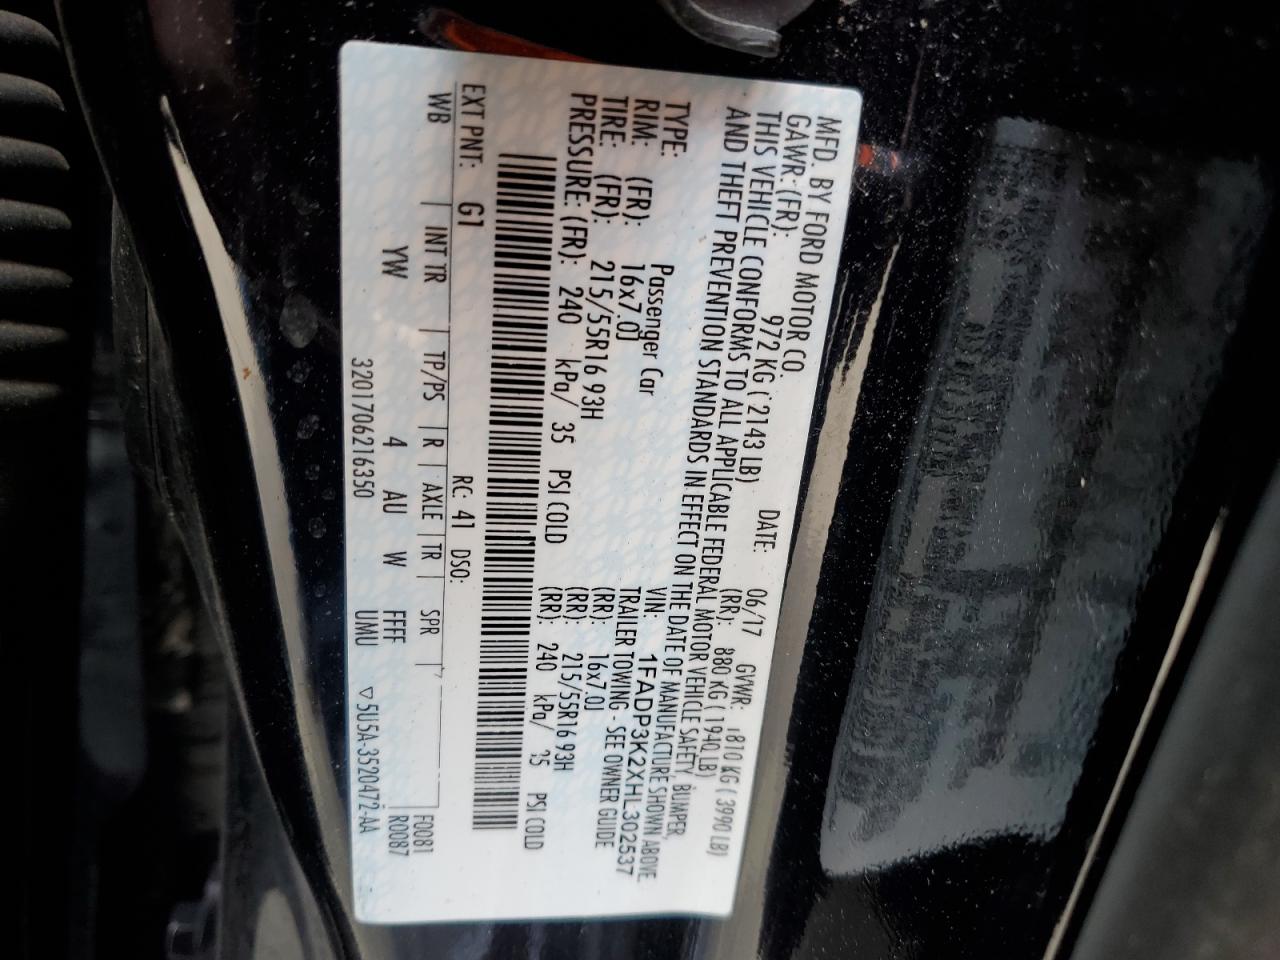 MFD. BY FORD MOTOR CO.
DATE: 06/17 GVWR: 1810 KG ( 3990 LB)
GAWR: (FR): 972 KG ( 2143 LB) (RR): 880 KG ( 1940 LB)
THIS VEHICLE CONFORMS TO ALL APPLICABLE FEDERAL MOTOR VEHICLE SAFETY, BUMPER,
AND THEFT PREVENTION STANDARDS IN EFFECT ON THE DATE OF MANUFACTURE SHOWN ABOVE.
VIN: 1FADP3K2XHL302537
TYPE: Passenger Car TRAILER TOWING - SEE OWNER GUIDE
RIM: (FR): 16x7.0J (RR): 16x7.0J
TIRE: (FR): 215/55R16 93H (RR): 215/55R16 93H
PRESSURE: (FR): 240 kPa/ 35 PSI COLD (RR): 240 kPa/ 35 PSI COLD
EXT PNT: G1 RC: 41 DSO:
WB INT TR TP/PS R AXLE TR SPR F0081
YW 4 AU W FFFF R0087
3201706216350 UMU ▽5U5A-3520472-AA